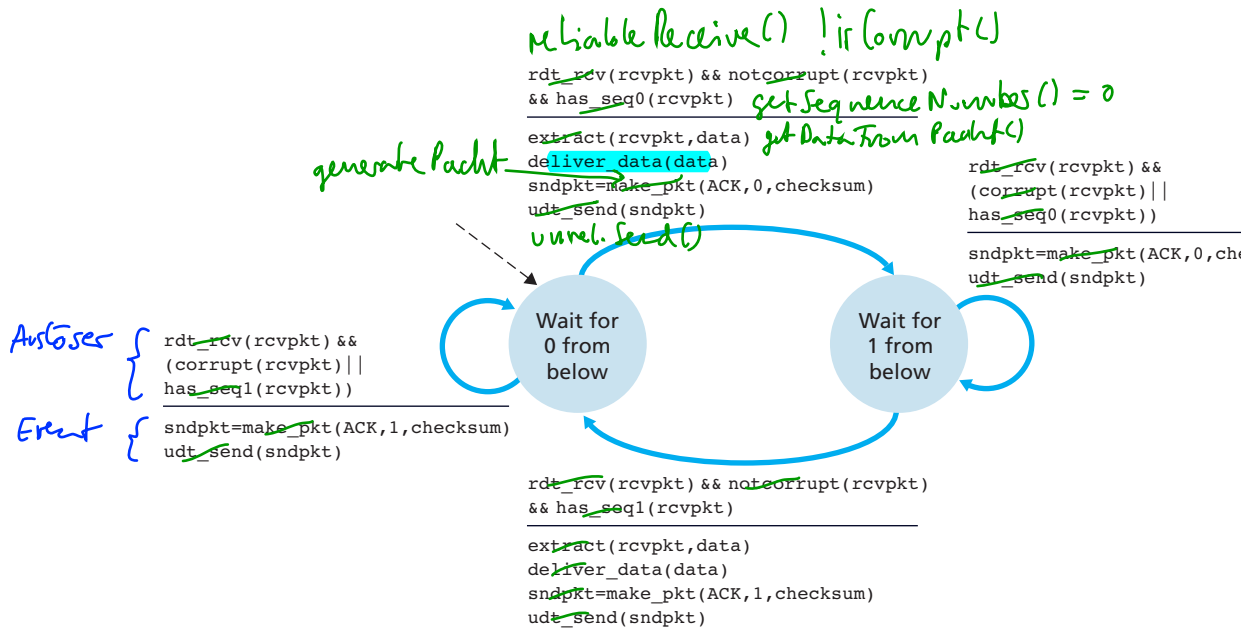 reliableReceive() !isCorrupt()
rdt_rcv(rcvpkt) && notcorrupt(rcvpkt)
&& has_seq0(rcvpkt) getSequenceNumber() = 0
extract(rcvpkt,data) getDataFromPacket()
generatePacket
deliver_data(data)
sndpkt=make_pkt(ACK,0,checksum)
udt_send(sndpkt)
unrel.Send()
rdt_rcv(rcvpkt) &&
(corrupt(rcvpkt)||
has_seq0(rcvpkt))
sndpkt=make_pkt(ACK,0,che
udt_send(sndpkt)
Wait for
0 from
below
Wait for
1 from
below
Auslöser
rdt_rcv(rcvpkt) &&
(corrupt(rcvpkt)||
has_seq1(rcvpkt))
Event
sndpkt=make_pkt(ACK,1,checksum)
udt_send(sndpkt)
rdt_rcv(rcvpkt) && notcorrupt(rcvpkt)
&& has_seq1(rcvpkt)
extract(rcvpkt,data)
deliver_data(data)
sndpkt=make_pkt(ACK,1,checksum)
udt_send(sndpkt)